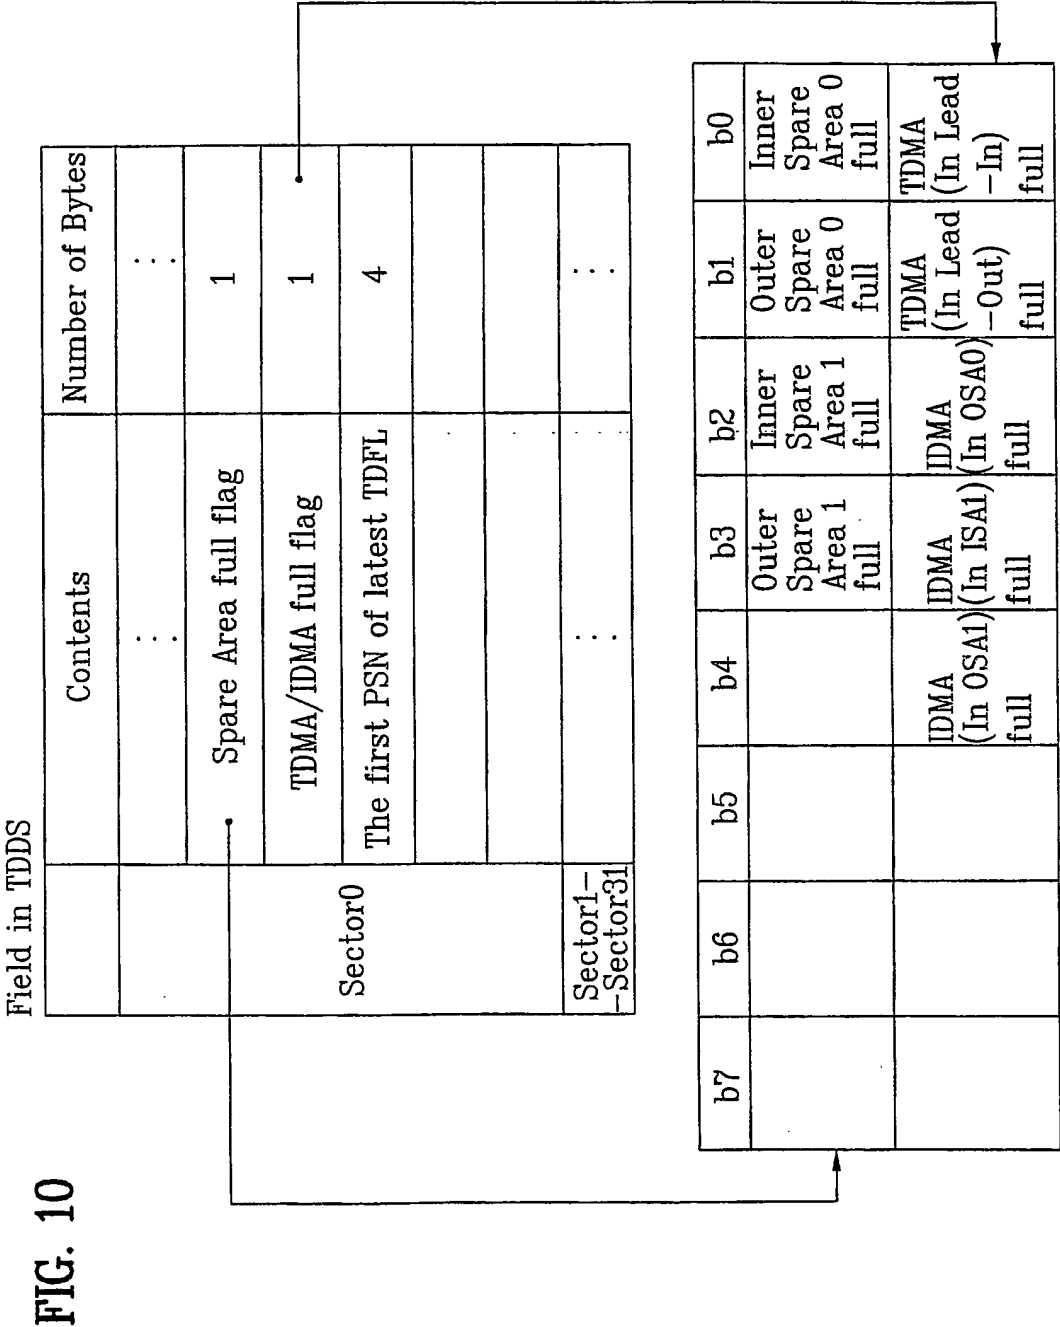 FIG. 10
Field in TDDS
Contents
Number of Bytes
Sector0
. . .
. . .
Spare Area full flag
1
TDMA/IDMA full flag
1
The first PSN of latest TDFL
4
Sector1-
-Sector31
. . .
. . .
b7
b6
b5
b4
b3
b2
b1
b0
Outer
Spare
Area 1
full
Inner
Spare
Area 1
full
Outer
Spare
Area 0
full
Inner
Spare
Area 0
full
IDMA
(In OSA1)
full
IDMA
(In ISA1)
full
IDMA
(In OSA0)
full
TDMA
(In Lead
-Out)
full
TDMA
(In Lead
-In)
full